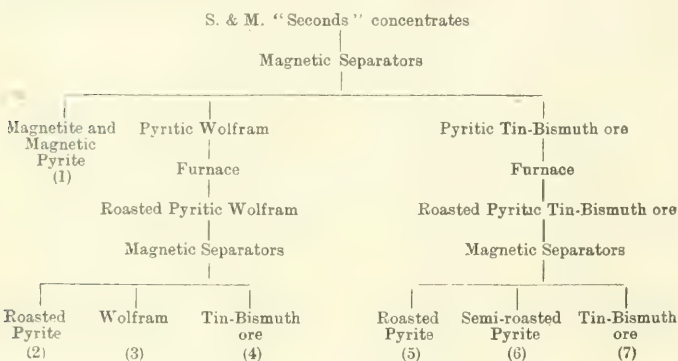 S. & M. "Seconds" concentrates
Magnetic Separators
Magnetite and
Magnetic
Pyrite
(1)
Pyritic Wolfram
Pyritic Tin-Bismuth ore
Furnace
Furnace
Roasted Pyritic Wolfram
Roasted Pyritic Tin-Bismuth ore
Magnetic Separators
Magnetic Separators
Roasted
Pyrite
(2)
Wolfram
(3)
Tin-Bismuth
ore
(4)
Roasted
Pyrite
(5)
Semi-roasted
Pyrite
(6)
Tin-Bismuth
ore
(7)